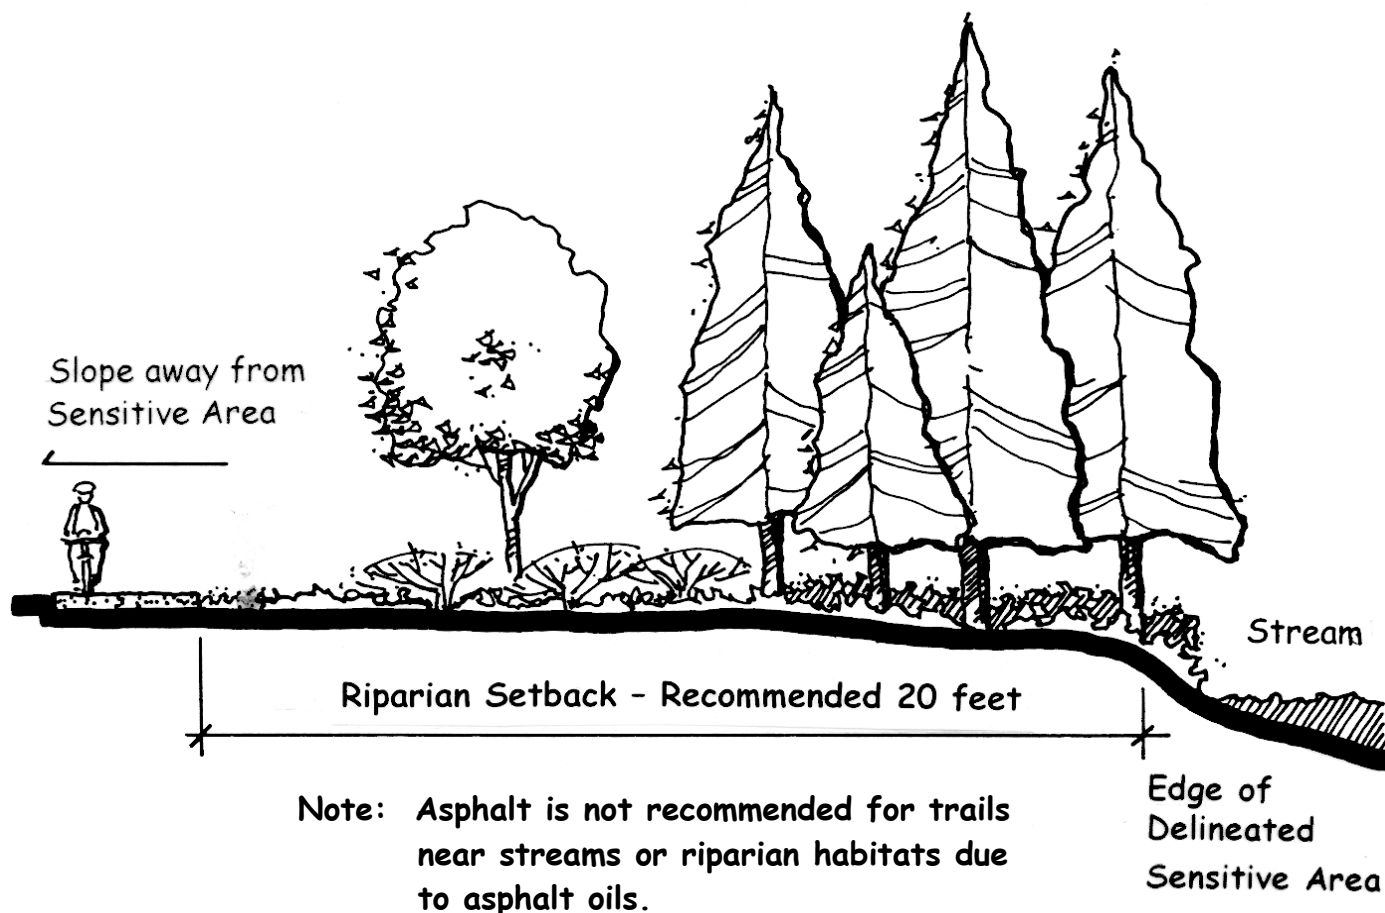 Slope away from
Sensitive Area
Stream
Riparian Setback - Recommended 20 feet
Note: Asphalt is not recommended for trails
near streams or riparian habitats due
to asphalt oils.
Edge of
Delineated
Sensitive Area